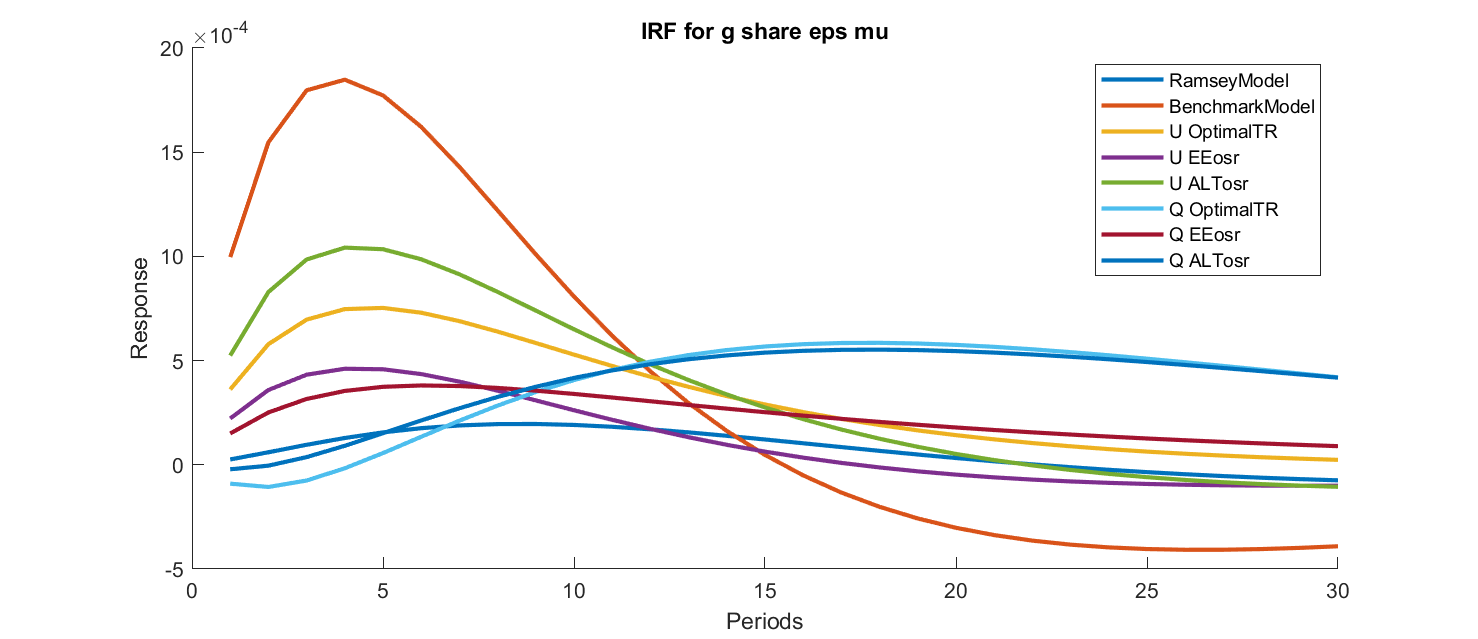 IRF for g share eps mu
×10-4
20
15
10
5
0
-5
Response
0 5 10 15 20 25 30
Periods
RamseyModel
BenchmarkModel
U OptimalTR
U EEosr
U ALTosr
Q OptimalTR
Q EEosr
Q ALTosr